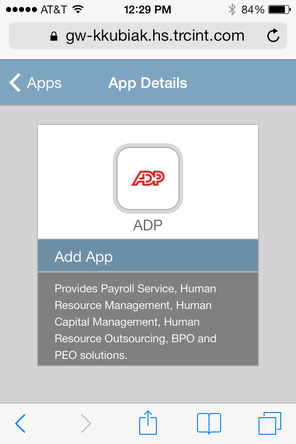 AT&T 12:29 PM 84%
gw-kkubiak.hs.trcint.com
Apps App Details
ADP
ADP
Add App
Provides Payroll Service, Human
Resource Management, Human
Capital Management, Human
Resource Outsourcing, BPO and
PEO solutions.